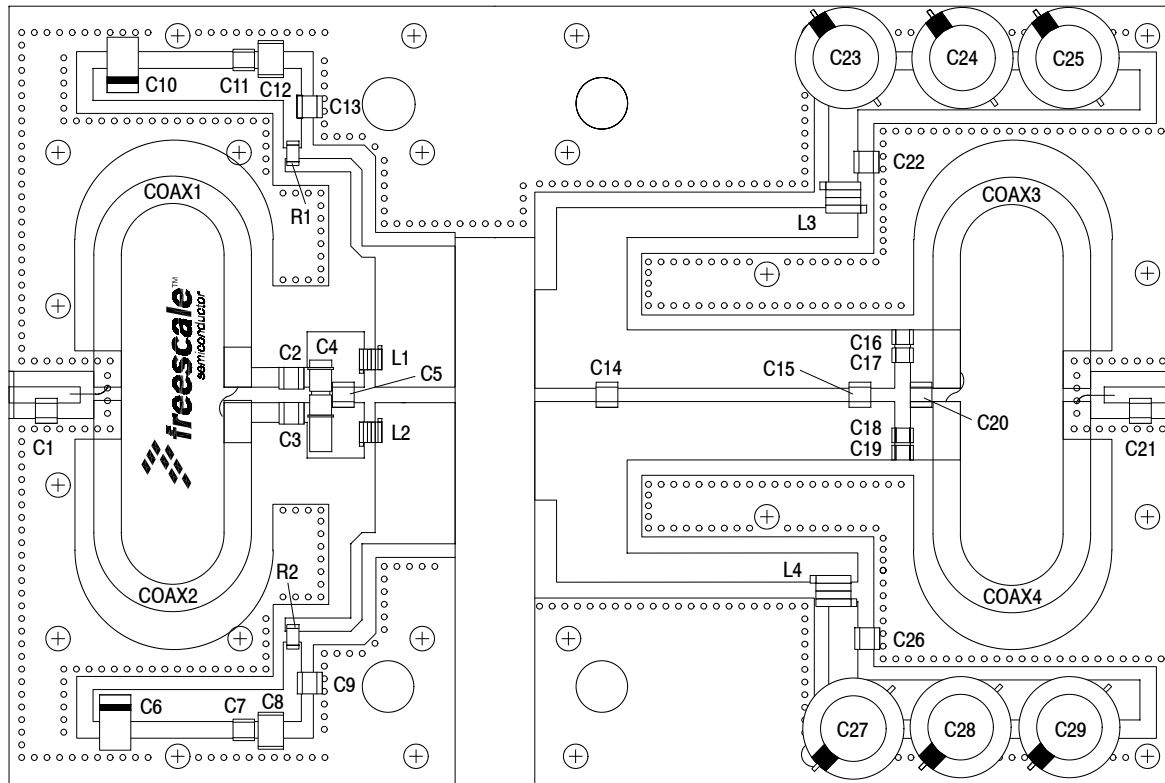 C23 C24 C25
C10 C11 C12
C13
C22
COAX1 R1 COAX3
L3
freescale™
semiconductor
C2 C4 L1 C5
C14 C15 C16
C17
C1 C3 L2 C18
C19 C20 C21
COAX2 R2 L4 COAX4
C26
C6 C7 C8 C9
C27 C28 C29